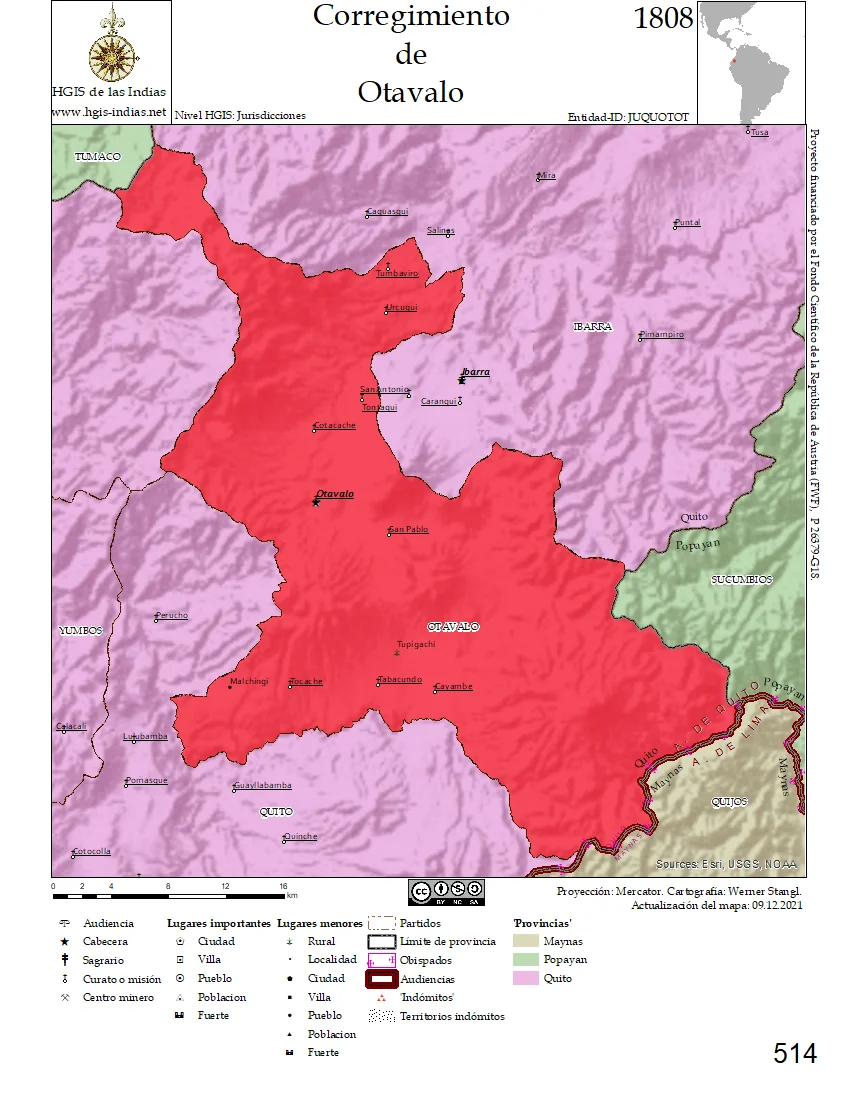 Corregimiento
de
Otavalo
1808
HGIS de las Indias
www.hgis-indias.net
Nivel HGIS: Jurisdicciones
Entidad-ID: JUQUOTOT
Tusa
TUMACO
Mira
Caguasqui
Salinas
Puntal
Tumbaviro
Urcuqui
IBARRA
Pimampiro
Ibarra
San Antonio
Caranqui
Tontaqui
Cotacache
Otavalo
Quito
San Pablo
Popayan
SUCUMBIOS
Perucho
YUMBOS
OTAVALO
Tupigachi
Malchingi
Tocache
Tabacundo
Cayambe
Popayan
A. DE QUITO
Calacali
Lulubamba
A. DE LIMA
Quito
Maynas
Maynas
Pomasque
Guayllabamba
QUITO
QUIJOS
Quinche
MAYNAS
Cotocolla
Sources: Esri, USGS, NOAA
Proyecto financiado por el Fondo Científico de la República de Austria (FWF), P 26379-G18.
0 2 4 8 12 16
km
cc BY NC SA
Proyección: Mercator. Cartografía: Werner Stangl.
Actualización del mapa: 09.12.2021
Audiencia
Cabecera
Sagrario
Curato o misión
Centro minero
Lugares importantes
Ciudad
Villa
Pueblo
Poblacion
Fuerte
Lugares menores
Rural
Localidad
Ciudad
Villa
Pueblo
Poblacion
Fuerte
Partidos
Límite de provincia
Obispados
Audiencias
'Indómitos'
Territorios indómitos
'Provincias'
Maynas
Popayan
Quito
514